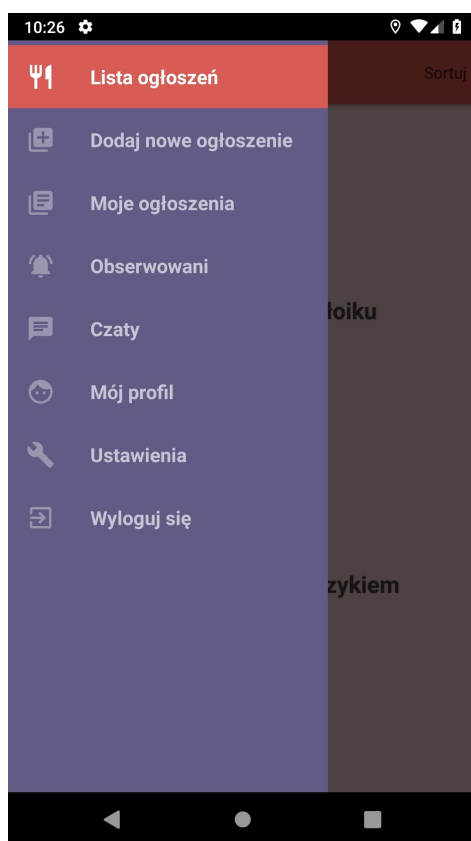 10:26
Lista ogłoszeń
Sortuj
Dodaj nowe ogłoszenie
Moje ogłoszenia
Obserwowani
łoiku
Czaty
Mój profil
Ustawienia
Wyloguj się
zykiem